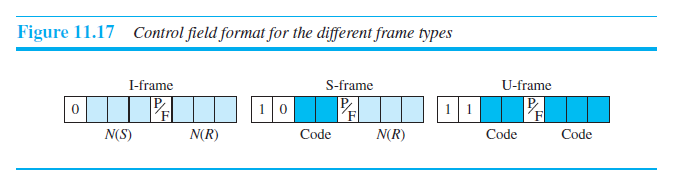 Figure 11.17 Control field format for the different frame types
I-frame S-frame U-frame
0 P/F 1 0 P/F 1 1 P/F
N(S) N(R) Code N(R) Code Code